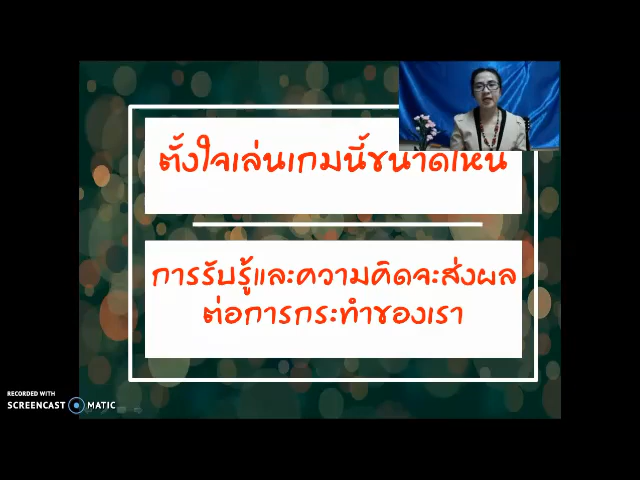 ตั้งใจเล่นเกมนี้ขนาดไหน
การรับรู้และความคิดจะส่งผล
ต่อการกระทำของเรา
RECORDED WITH
SCREENCAST MATIC